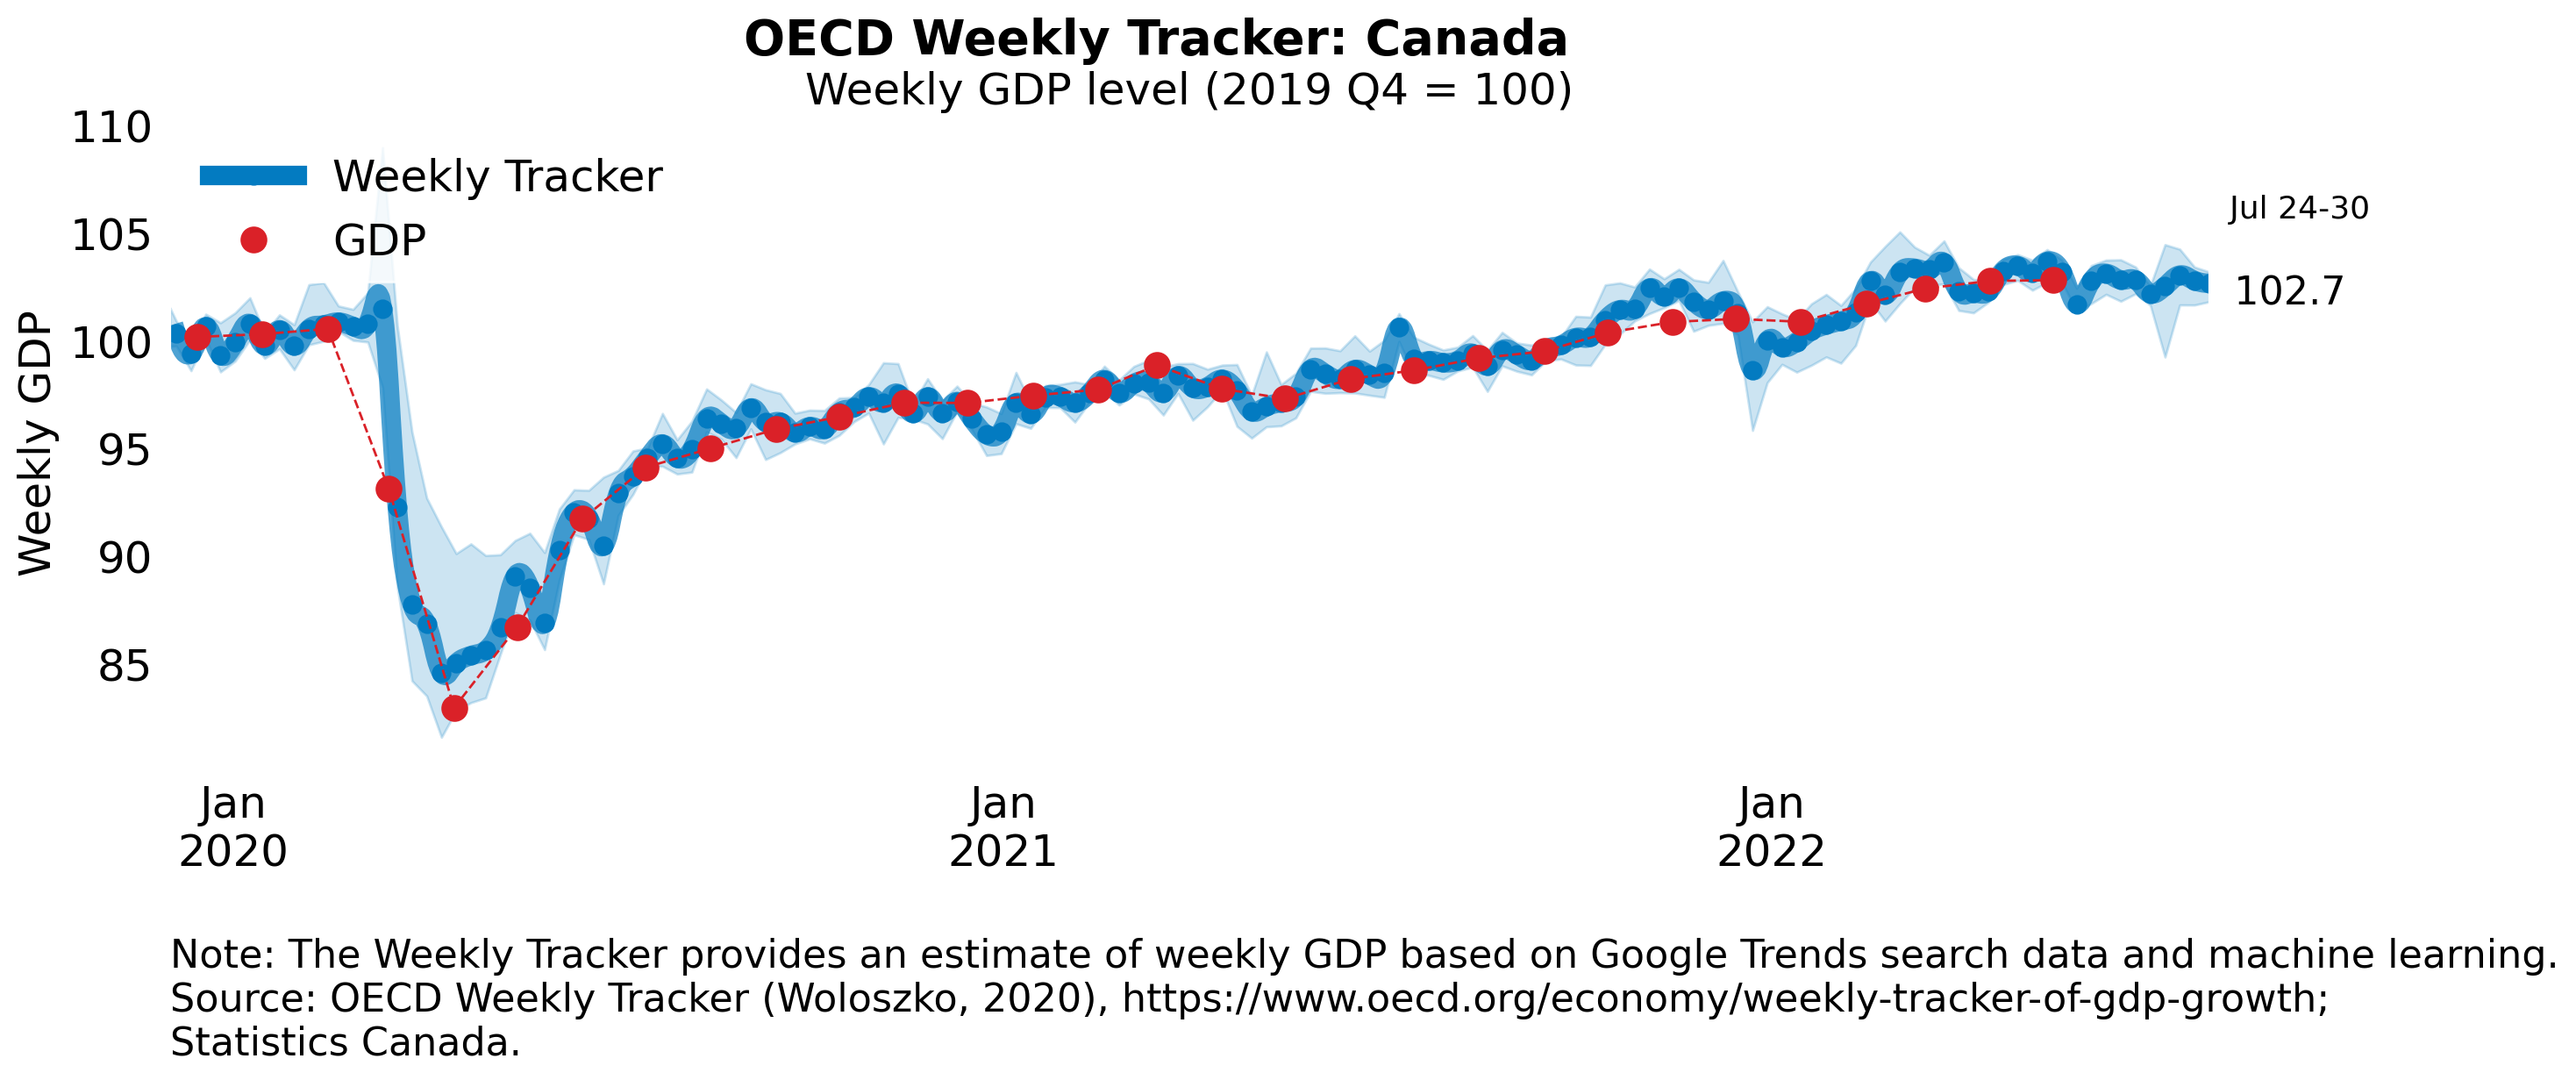 OECD Weekly Tracker: Canada
Weekly GDP level (2019 Q4 = 100)
110
105
100
95
90
85
Weekly GDP
Weekly Tracker
GDP
Jul 24-30
102.7
Jan
2020
Jan
2021
Jan
2022
Note: The Weekly Tracker provides an estimate of weekly GDP based on Google Trends search data and machine learning.
Source: OECD Weekly Tracker (Woloszko, 2020), https://www.oecd.org/economy/weekly-tracker-of-gdp-growth;
Statistics Canada.